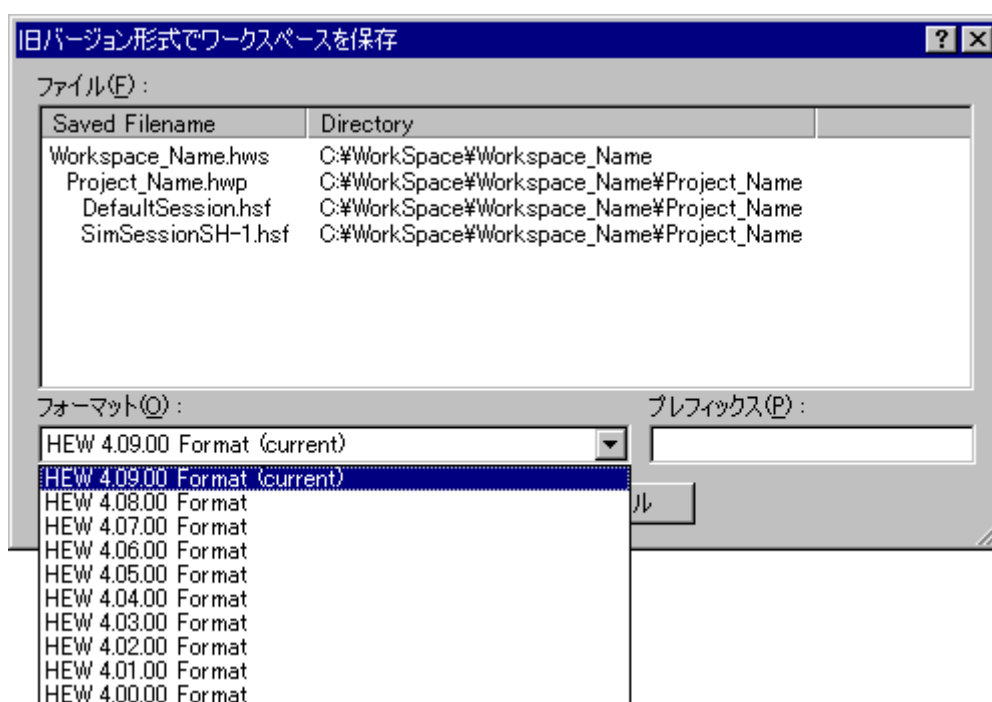 旧バージョン形式でワークスペースを保存
ファイル(F) :
Saved Filename Directory
Workspace_Name.hws C:¥WorkSpace¥Workspace_Name
Project_Name.hwp C:¥WorkSpace¥Workspace_Name¥Project_Name
DefaultSession.hsf C:¥WorkSpace¥Workspace_Name¥Project_Name
SimSessionSH-1.hsf C:¥WorkSpace¥Workspace_Name¥Project_Name
フォーマット(O) : プレフィックス(P) :
HEW 4.09.00 Format (current)
HEW 4.09.00 Format (current)
HEW 4.08.00 Format
ル
HEW 4.07.00 Format
HEW 4.06.00 Format
HEW 4.05.00 Format
HEW 4.04.00 Format
HEW 4.03.00 Format
HEW 4.02.00 Format
HEW 4.01.00 Format
HEW 4.00.00 Format